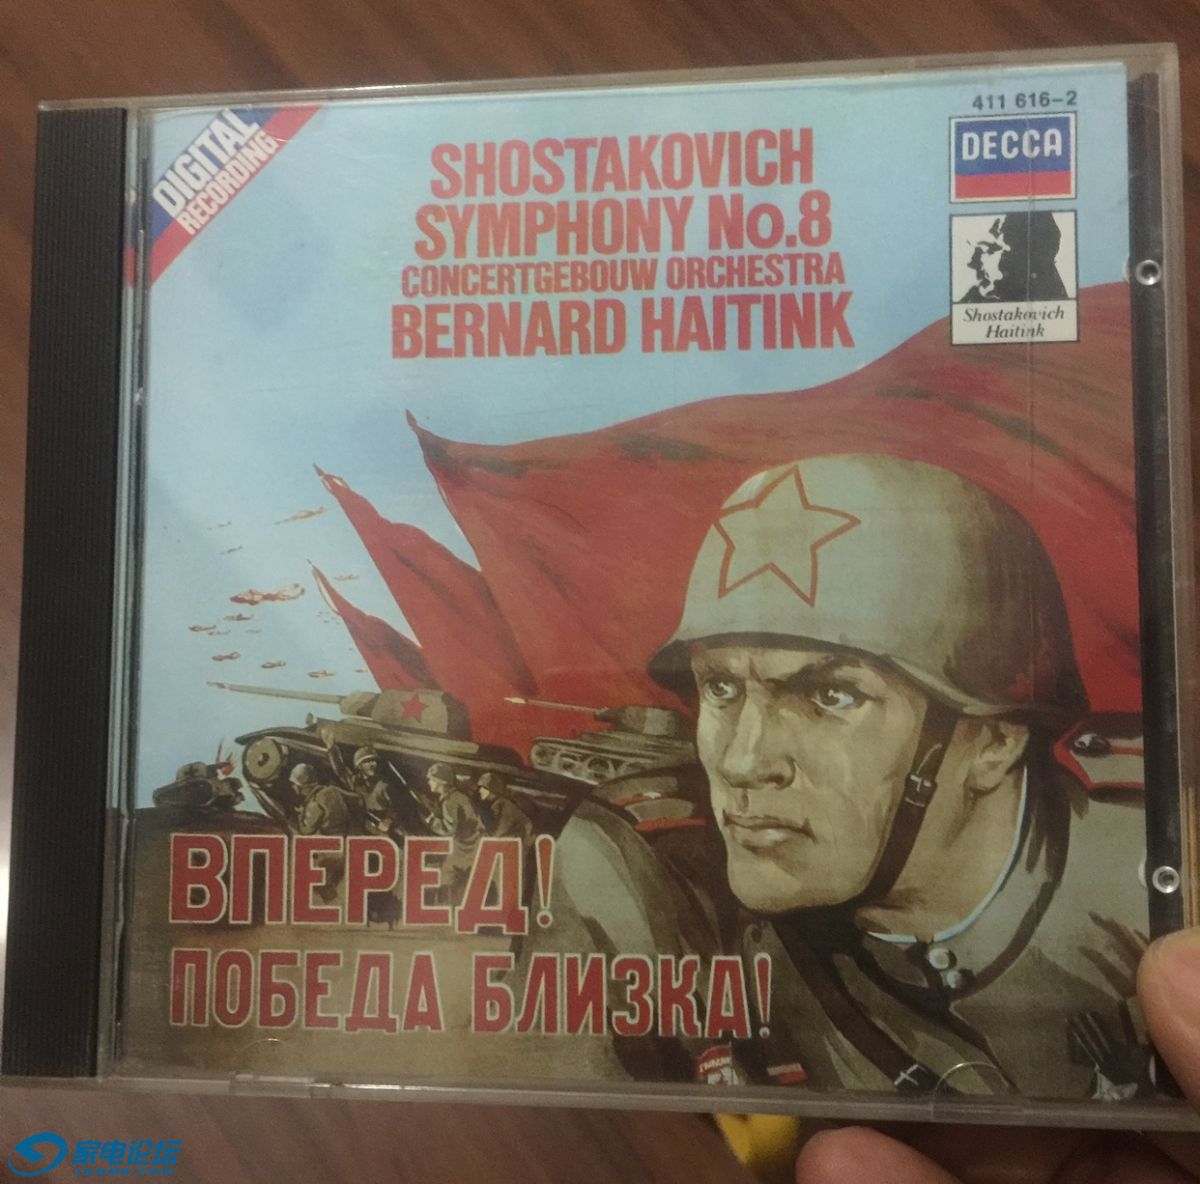 411 616-2
DIGITAL
RECORDING
DECCA
SHOSTAKOVICH
SYMPHONY No.8
CONCERTGEBOUW ORCHESTRA
BERNARD HAITINK
Shostakovich
Haitink
ВПЕРЕД!
ПОБЕДА БЛИЗКА!
家电论坛